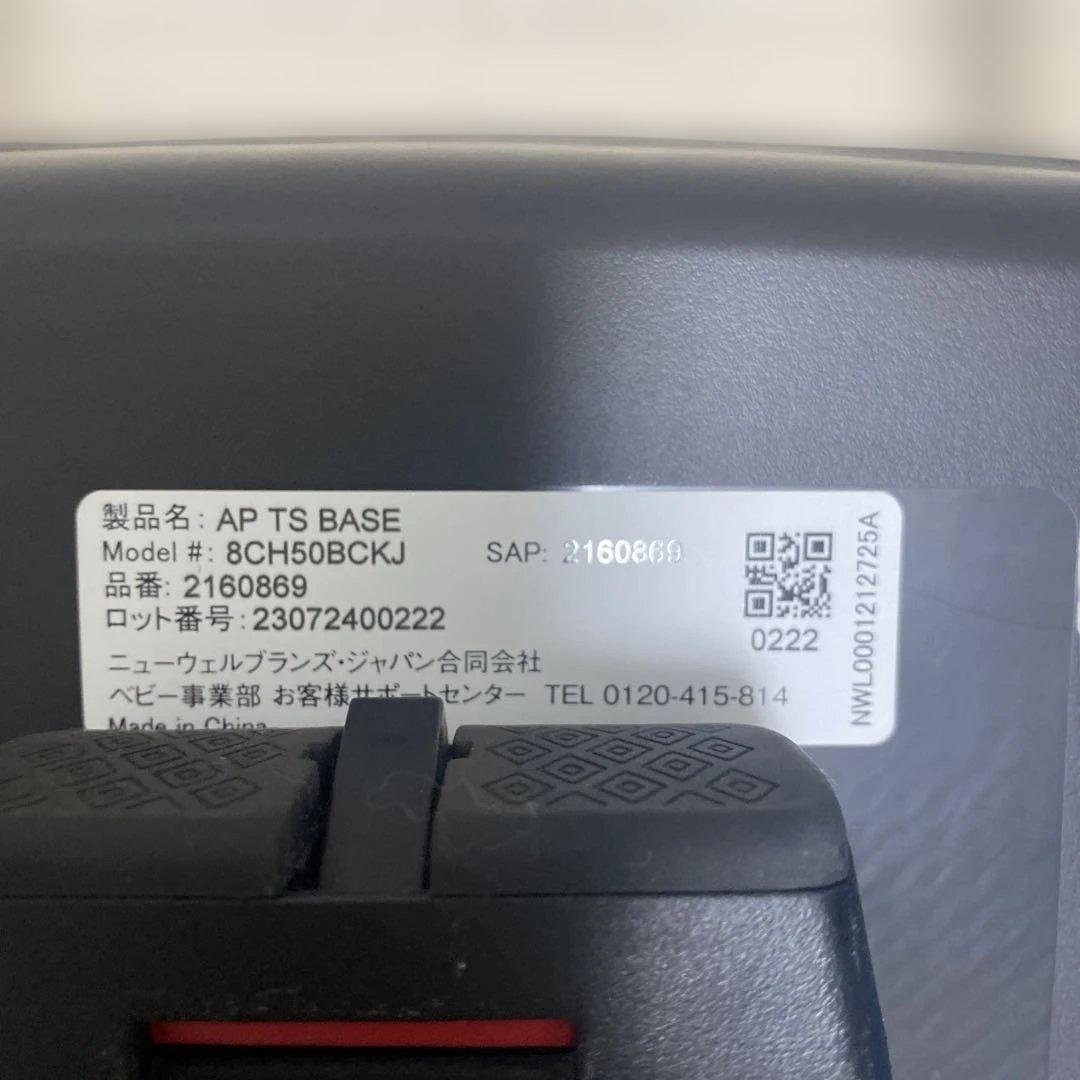 製品名: AP TS BASE
Model #: 8CH50BCKJ SAP: 2160869
品番: 2160869
ロット番号: 23072400222
0222
ニューウェルブランズ・ジャパン合同会社
ベビー事業部 お客様サポートセンター TEL 0120-415-814
Made in China
NWL0001212725A